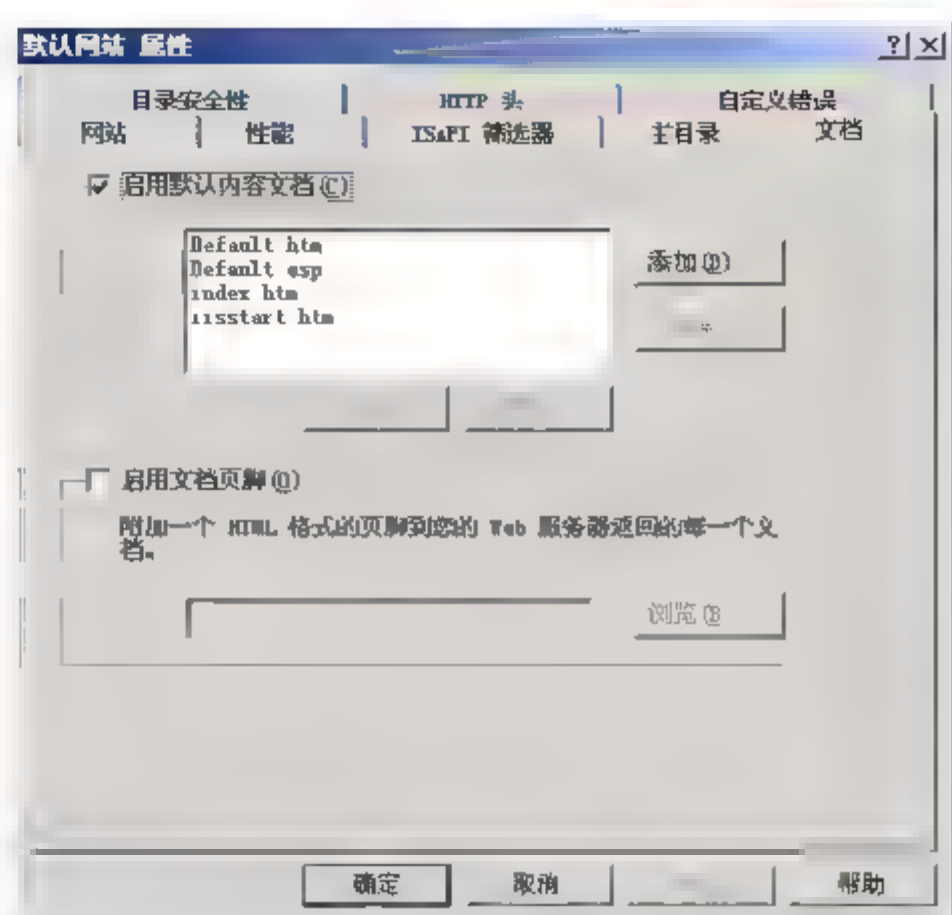 默认网站 属性
目录安全性 HTTP 头 自定义错误
网站 性能 ISAPI 筛选器 主目录 文档
启用默认内容文档(C)
Default htm
Default asp
index htm
iisstart htm
添加(D)
启用文档页脚(O)
附加一个 HTML 格式的页脚到您的 Web 服务器返回的每一个文
档。
浏览(B
确定 取消 帮助